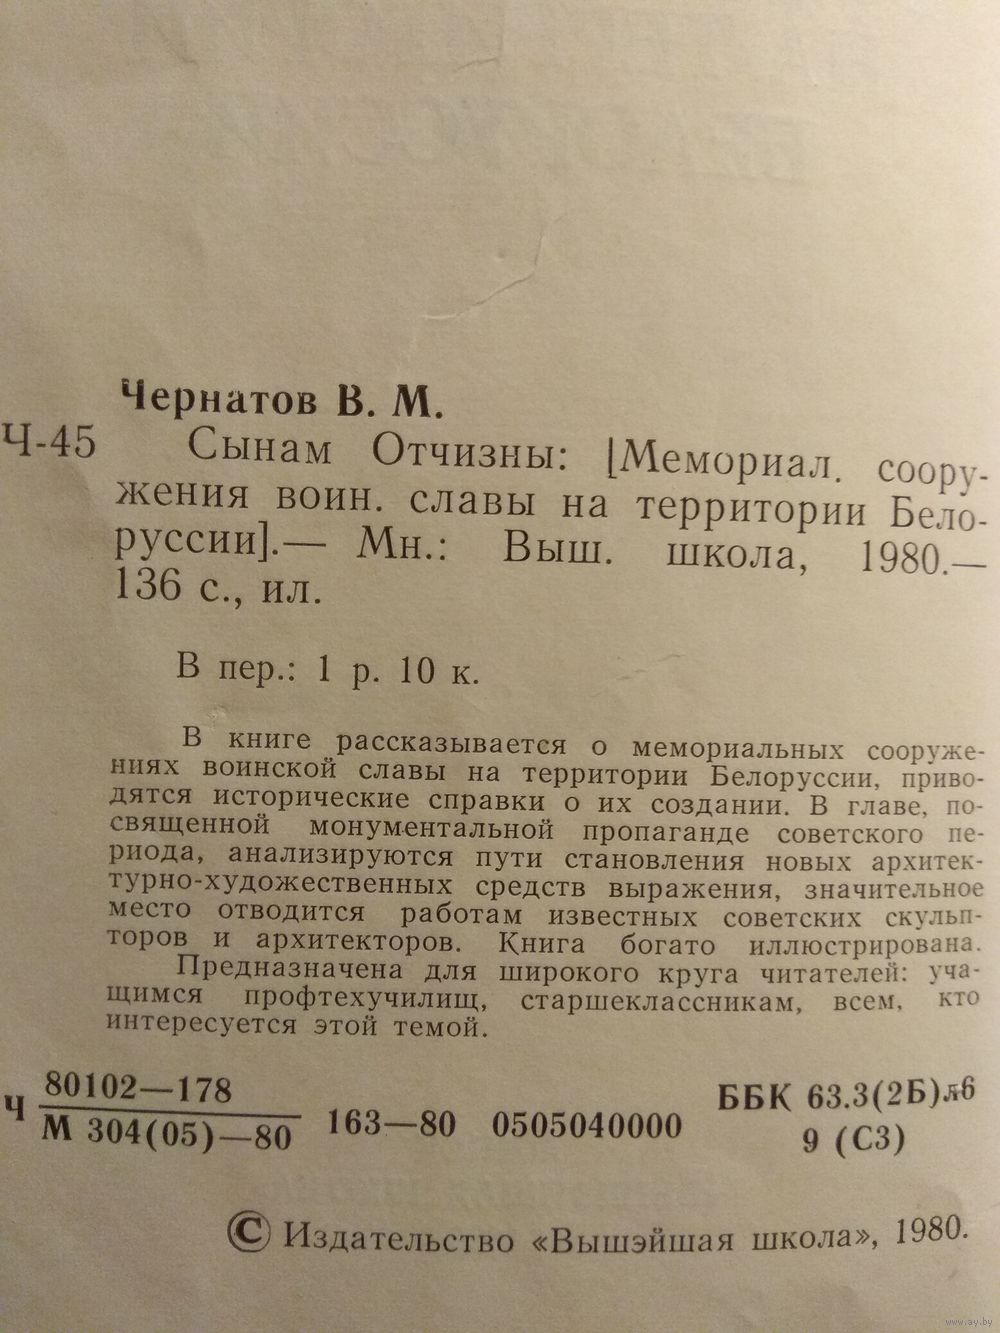 Чернатов В. М.
Ч-45 Сынам Отчизны: [Мемориал. соору-
жения воин. славы на территории Бело-
руссии].— Мн.: Выш. школа, 1980.—
136 с., ил.
В пер.: 1 р. 10 к.
В книге рассказывается о мемориальных сооруже-
ниях воинской славы на территории Белоруссии, приво-
дятся исторические справки о их создании. В главе, по-
священной монументальной пропаганде советского пе-
риода, анализируются пути становления новых архитек-
турно-художественных средств выражения, значительное
место отводится работам известных советских скульп-
торов и архитекторов. Книга богато иллюстрирована.
Предназначена для широкого круга читателей: уча-
щимся профтехучилищ, старшеклассникам, всем, кто
интересуется этой темой.
Ч 80102—178
М 304(05)—80 163—80 0505040000 ББК 63.3(2Б)л6
9 (С3)
© Издательство «Вышэйшая школа», 1980.
www.ay.by